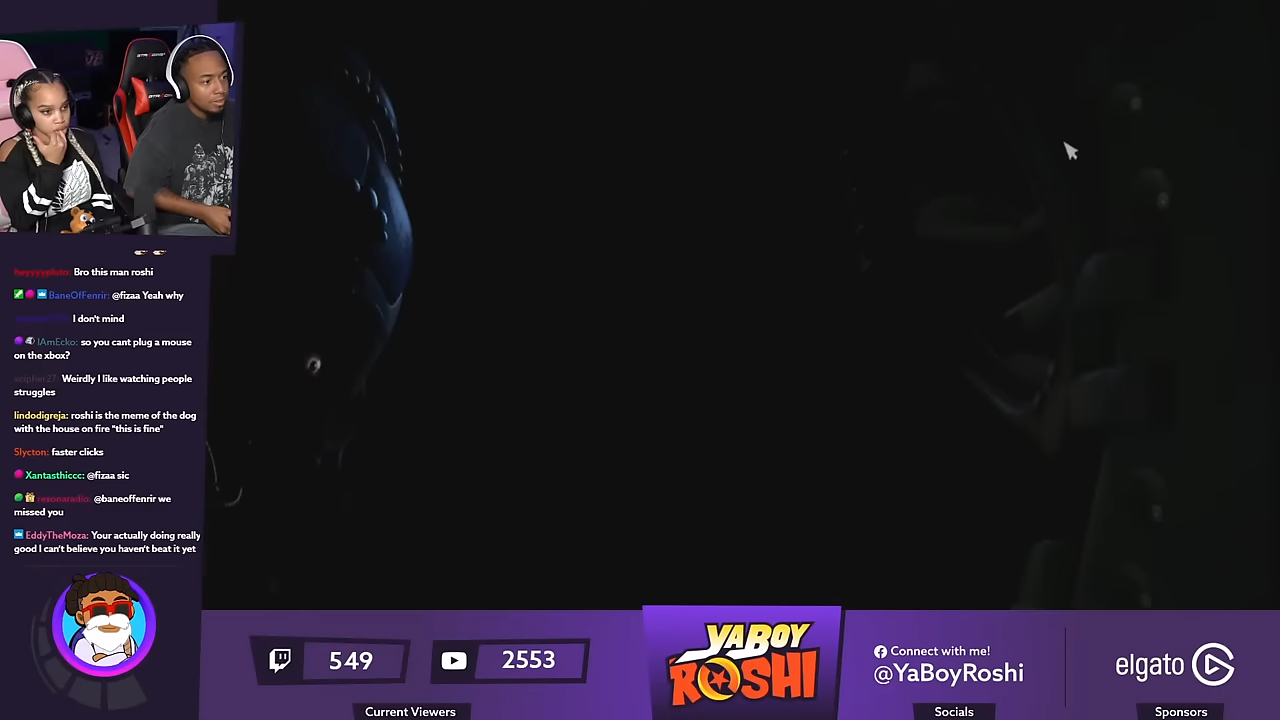 Bro this man roshi
BaneOfFenrir: @fizaa Yeah why
I don't mind
IAmEcko: so you cant plug a mouse
on the xbox?
Weirdly I like watching people
struggles
lindodigreja: roshi is the meme of the dog
with the house on fire "this is fine"
Slycton: faster clicks
Xantasthiccc: @fizaa sic
resonaradio: @baneoffenrir we
missed you
EddyTheMoza: Your actually doing really
good I can't believe you haven't beat it yet
549
2553
Current Viewers
YABOY
ROSHI
Connect with me!
@YaBoyRoshi
Socials
elgato
Sponsors